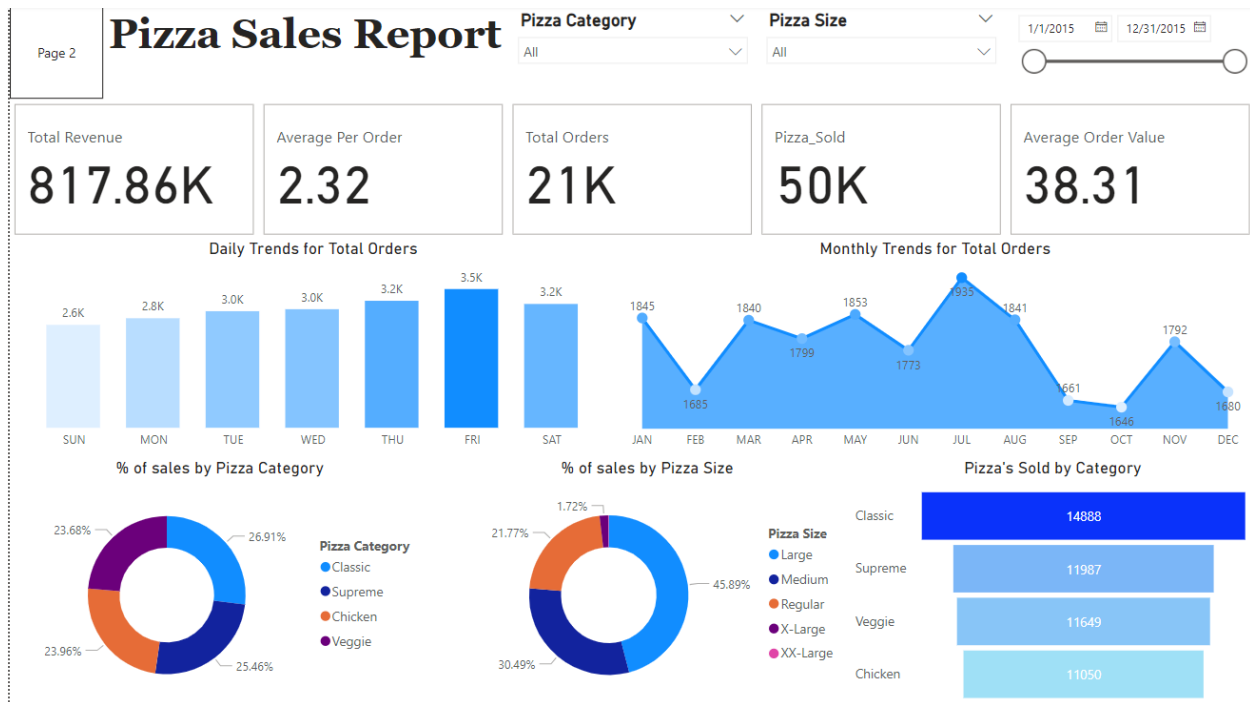 Page 2
Pizza Sales Report
Pizza Category
All
Pizza Size
All
1/1/2015
12/31/2015
Total Revenue
817.86K
Average Per Order
2.32
Total Orders
21K
Pizza_Sold
50K
Average Order Value
38.31
Daily Trends for Total Orders
2.6K
2.8K
3.0K
3.0K
3.2K
3.5K
3.2K
SUN
MON
TUE
WED
THU
FRI
SAT
Monthly Trends for Total Orders
1845
1685
1840
1799
1853
1773
1935
1841
1661
1646
1792
1680
JAN
FEB
MAR
APR
MAY
JUN
JUL
AUG
SEP
OCT
NOV
DEC
% of sales by Pizza Category
23.68%
26.91%
23.96%
25.46%
Pizza Category
Classic
Supreme
Chicken
Veggie
% of sales by Pizza Size
1.72%
21.77%
45.89%
30.49%
Pizza Size
Large
Medium
Regular
X-Large
XX-Large
Pizza's Sold by Category
Classic
14888
Supreme
11987
Veggie
11649
Chicken
11050